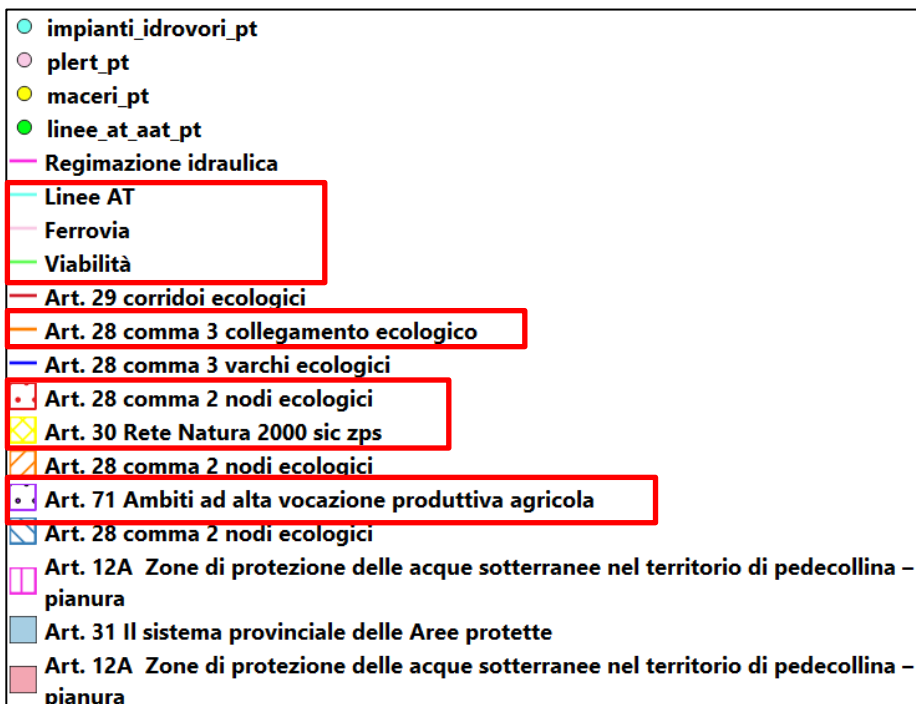 impianti_idrovori_pt
plert_pt
maceri_pt
linee_at_aat_pt
Regimazione idraulica
Linee AT
Ferrovia
Viabilità
Art. 29 corridoi ecologici
Art. 28 comma 3 collegamento ecologico
Art. 28 comma 3 varchi ecologici
Art. 28 comma 2 nodi ecologici
Art. 30 Rete Natura 2000 sic zps
Art. 28 comma 2 nodi ecologici
Art. 71 Ambiti ad alta vocazione produttiva agricola
Art. 28 comma 2 nodi ecologici
Art. 12A Zone di protezione delle acque sotterranee nel territorio di pedecollina –
pianura
Art. 31 Il sistema provinciale delle Aree protette
Art. 12A Zone di protezione delle acque sotterranee nel territorio di pedecollina –
pianura